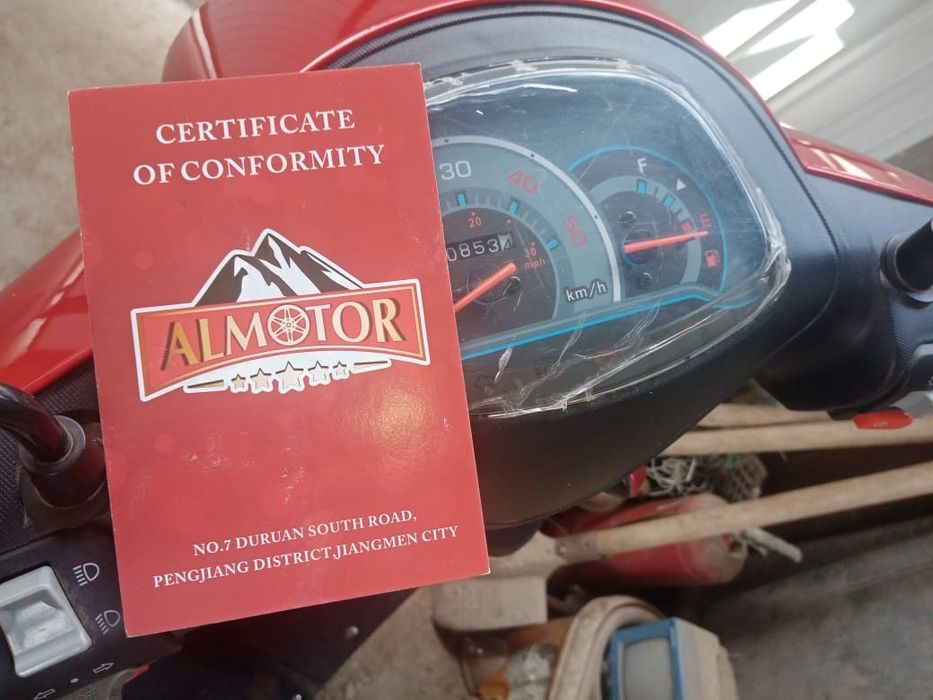 CERTIFICATE
OF CONFORMITY
ALMOTOR
NO.7 DURUAN SOUTH ROAD,
PENGJIANG DISTRICT,JIANGMEN CITY
30
40
50
20
30
mph
0853
km/h
F
E